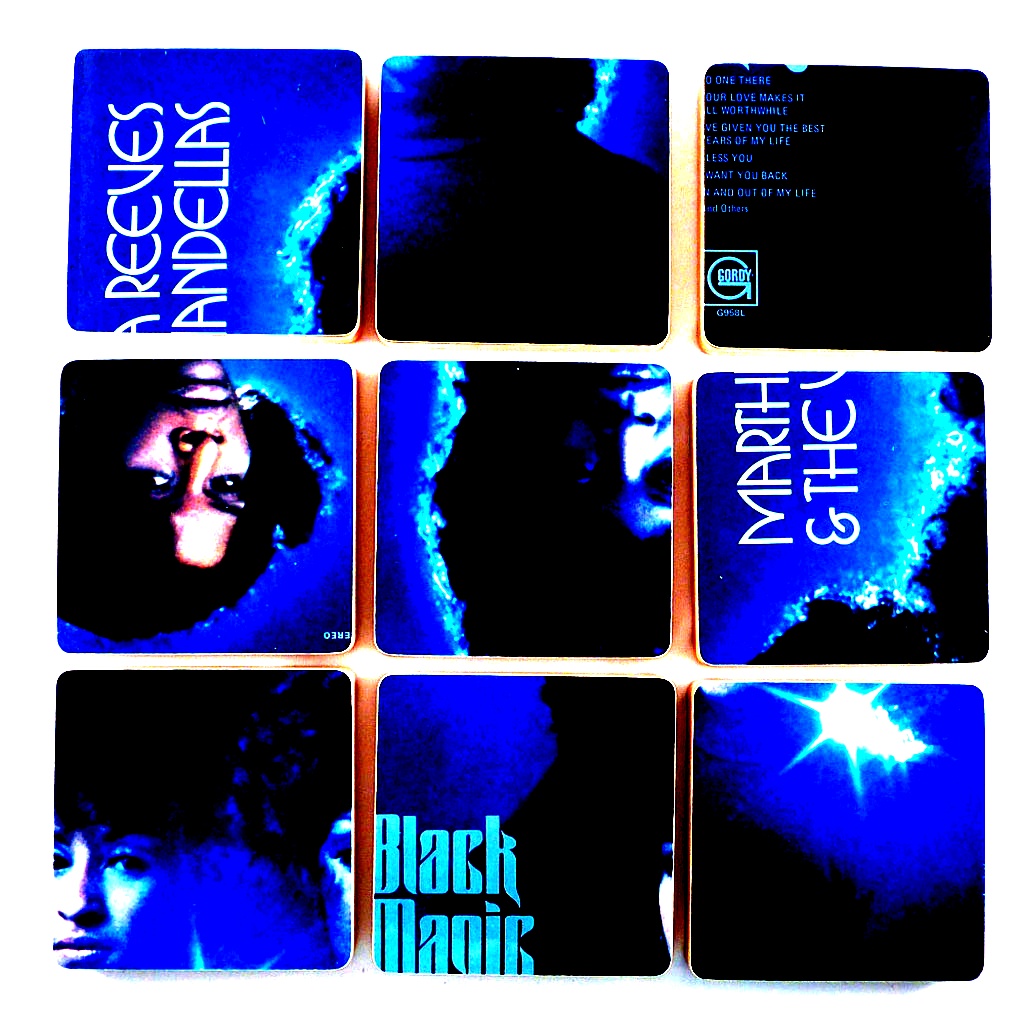 A REEVES
ANDELLAS
O ONE THERE
OUR LOVE MAKES IT
LL WORTHWHILE
VE GIVEN YOU THE BEST
EARS OF MY LIFE
LESS YOU
WANT YOU BACK
N AND OUT OF MY LIFE
nd Others
GORDY
G958L
EREO
MARTH
& THE V
Black
Magic